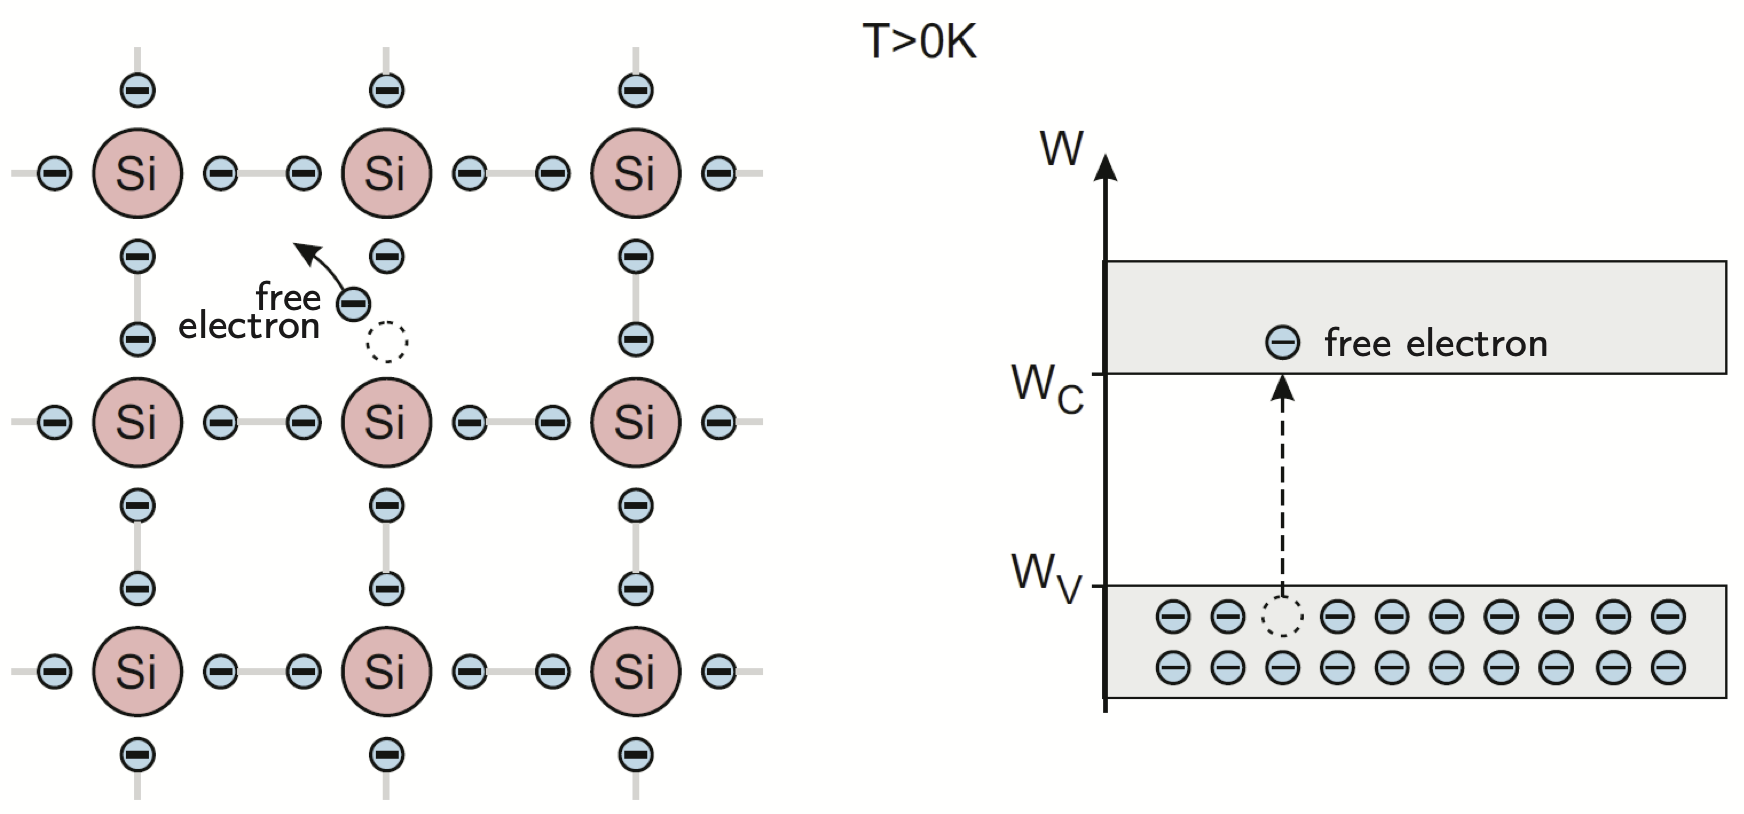 T>0K
Si Si Si
free
electron
Si Si Si
Si Si Si
W
free electron
W_C
W_V